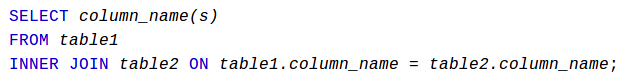 SELECT column_name(s)
FROM table1
INNER JOIN table2 ON table1.column_name = table2.column_name;